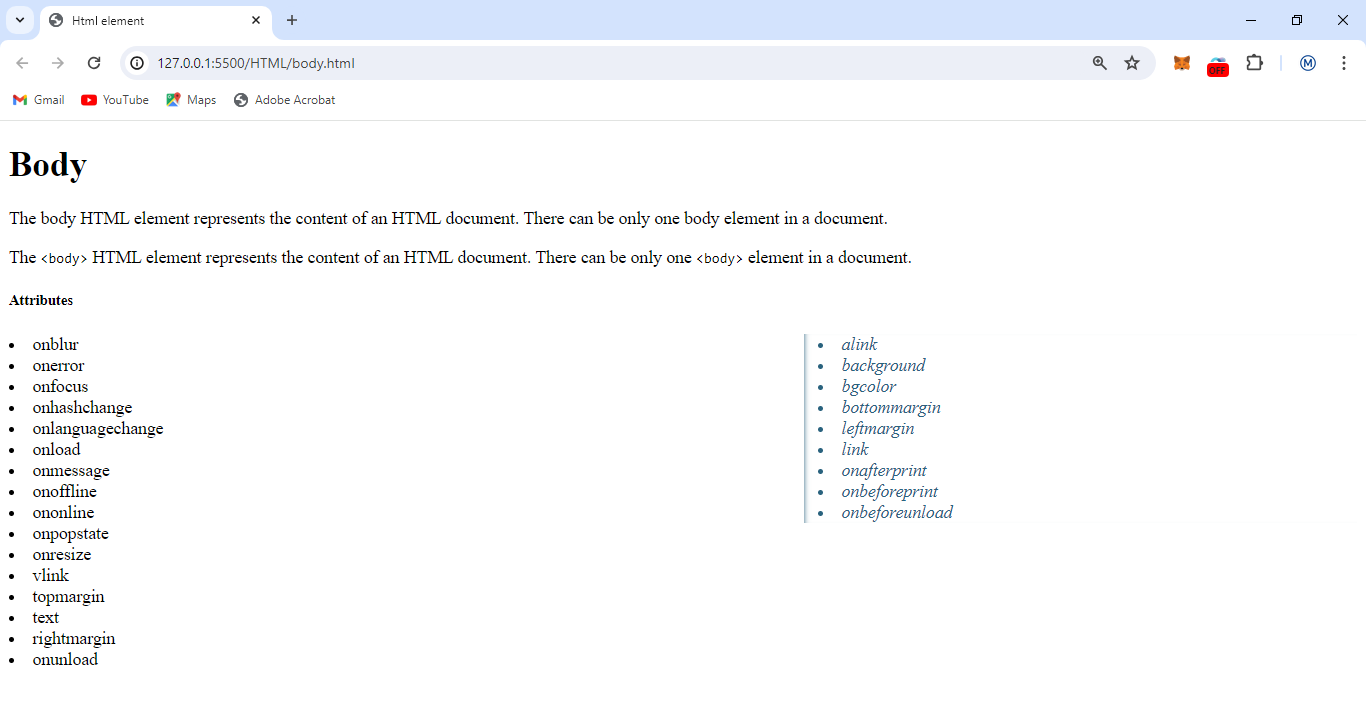 Html element
127.0.0.1:5500/HTML/body.html
OFF
M
Gmail
YouTube
Maps
Adobe Acrobat
Body
The body HTML element represents the content of an HTML document. There can be only one body element in a document.
The <body> HTML element represents the content of an HTML document. There can be only one <body> element in a document.
Attributes
onblur
onerror
onfocus
onhashchange
onlanguagechange
onload
onmessage
onoffline
ononline
onpopstate
onresize
vlink
topmargin
text
rightmargin
onunload
alink
background
bgcolor
bottommargin
leftmargin
link
onafterprint
onbeforeprint
onbeforeunload